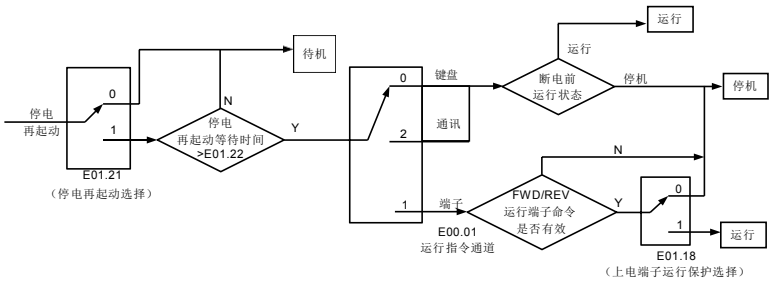 运行
运行
待机
0
停电
再起动
1
E01.21
（停电再起动选择）
N
停电
再起动等待时间
>E01.22
Y
0
键盘
2
通讯
1
端子
E00.01
运行指令通道
断电前
运行状态
停机
停机
N
FWD/REV
运行端子命令
是否有效
Y
0
1
运行
E01.18
（上电端子运行保护选择）